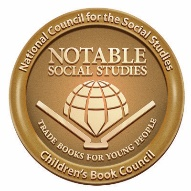 National Council for the Social Studies
NOTABLE
SOCIAL STUDIES
TRADE BOOKS FOR YOUNG PEOPLE
Children's Book Council